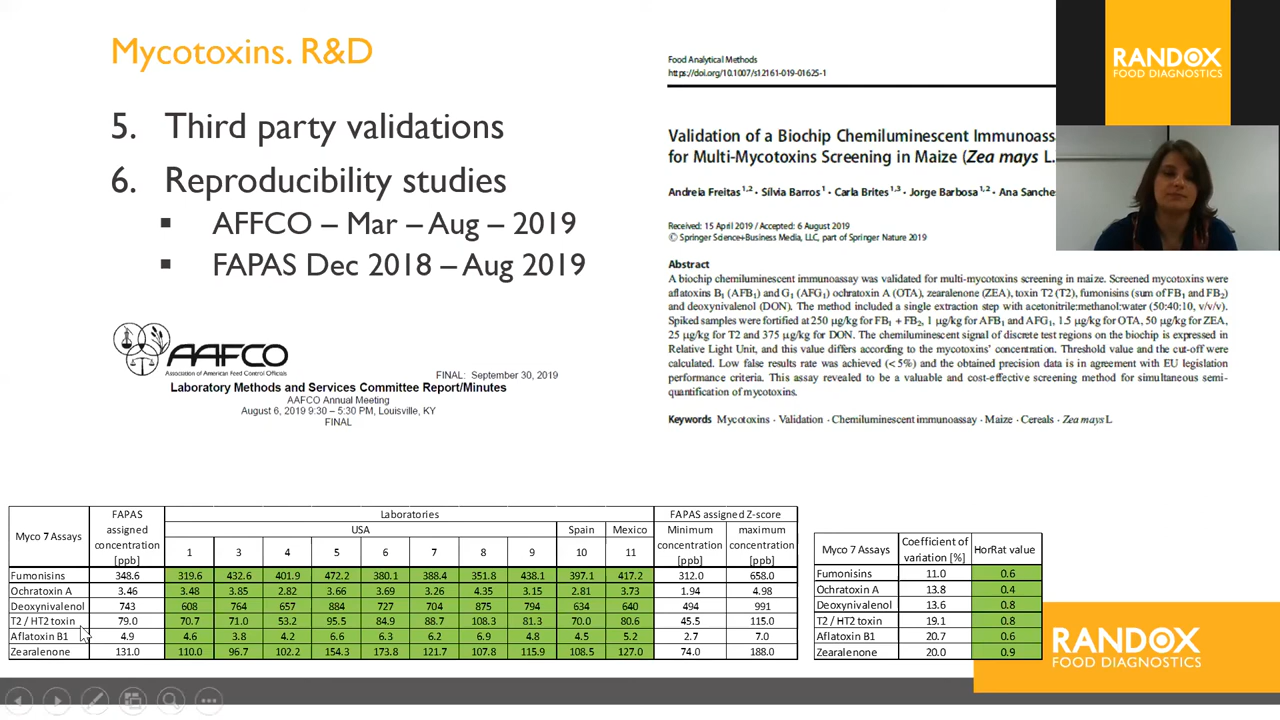 Mycotoxins. R&D
5. Third party validations
6. Reproducibility studies
▪ AFFCO – Mar – Aug – 2019
▪ FAPAS Dec 2018 – Aug 2019
AAFCO
Association of American Feed Control Officials
FINAL: September 30, 2019
Laboratory Methods and Services Committee Report/Minutes
AAFCO Annual Meeting
August 6, 2019 9:30 – 5:30 PM, Louisville, KY
FINAL
Food Analytical Methods
https://doi.org/10.1007/s12161-019-01625-1
Validation of a Biochip Chemiluminescent Immunoass
for Multi-Mycotoxins Screening in Maize (Zea mays L.
Andreia Freitas 1,2 · Sílvia Barros 1 · Carla Brites 1,3 · Jorge Barbosa 1,2 · Ana Sanche
Received: 15 April 2019 / Accepted: 6 August 2019
© Springer Science+Business Media, LLC, part of Springer Nature 2019
Abstract
A biochip chemiluminescent immunoassay was validated for multi-mycotoxins screening in maize. Screened mycotoxins were
aflatoxins B1 (AFB1) and G1 (AFG1) ochratoxin A (OTA), zearalenone (ZEA), toxin T2 (T2), fumonisins (sum of FB1 and FB2)
and deoxynivalenol (DON). The method included a single extraction step with acetonitrile:methanol:water (50:40:10, v/v/v).
Spiked samples were fortified at 250 μg/kg for FB1 + FB2, 1 μg/kg for AFB1 and AFG1, 1.5 μg/kg for OTA, 50 μg/kg for ZEA,
25 μg/kg for T2 and 375 μg/kg for DON. The chemiluminescent signal of discrete test regions on the biochip is expressed in
Relative Light Unit, and this value differs according to the mycotoxins' concentration. Threshold value and the cut-off were
calculated. Low false results rate was achieved (< 5%) and the obtained precision data is in agreement with EU legislation
performance criteria. This assay revealed to be a valuable and cost-effective screening method for simultaneous semi-
quantification of mycotoxins.
Keywords Mycotoxins · Validation · Chemiluminescent immunoassay · Maize · Cereals · Zea mays L
RANDOX
FOOD DIAGNOSTICS
Myco 7 Assays FAPAS assigned concentration [ppb] Laboratories FAPAS assigned Z-score
USA Spain Mexico Minimum concentration [ppb] maximum concentration [ppb]
1 3 4 5 6 7 8 9 10 11
Fumonisins 348.6 319.6 432.6 401.9 472.2 380.1 388.4 351.8 438.1 397.1 417.2 312.0 658.0
Ochratoxin A 3.46 3.48 3.85 2.82 3.66 3.69 3.26 4.35 3.15 2.81 3.73 1.94 4.98
Deoxynivalenol 743 608 764 657 884 727 704 875 794 634 640 494 991
T2 / HT2 toxin 79.0 70.7 71.0 53.2 95.5 84.9 88.7 108.3 81.3 70.0 80.6 45.5 115.0
Aflatoxin B1 4.9 4.6 3.8 4.2 6.6 6.3 6.2 6.9 4.8 4.5 5.2 2.7 7.0
Zearalenone 131.0 110.0 96.7 102.2 154.3 173.8 121.7 107.8 115.9 108.5 127.0 74.0 188.0
Myco 7 Assays Coefficient of variation [%] HorRat value
Fumonisins 11.0 0.6
Ochratoxin A 13.8 0.4
Deoxynivalenol 13.6 0.8
T2 / HT2 toxin 19.1 0.8
Aflatoxin B1 20.7 0.6
Zearalenone 20.0 0.9
RANDOX
FOOD DIAGNOSTICS